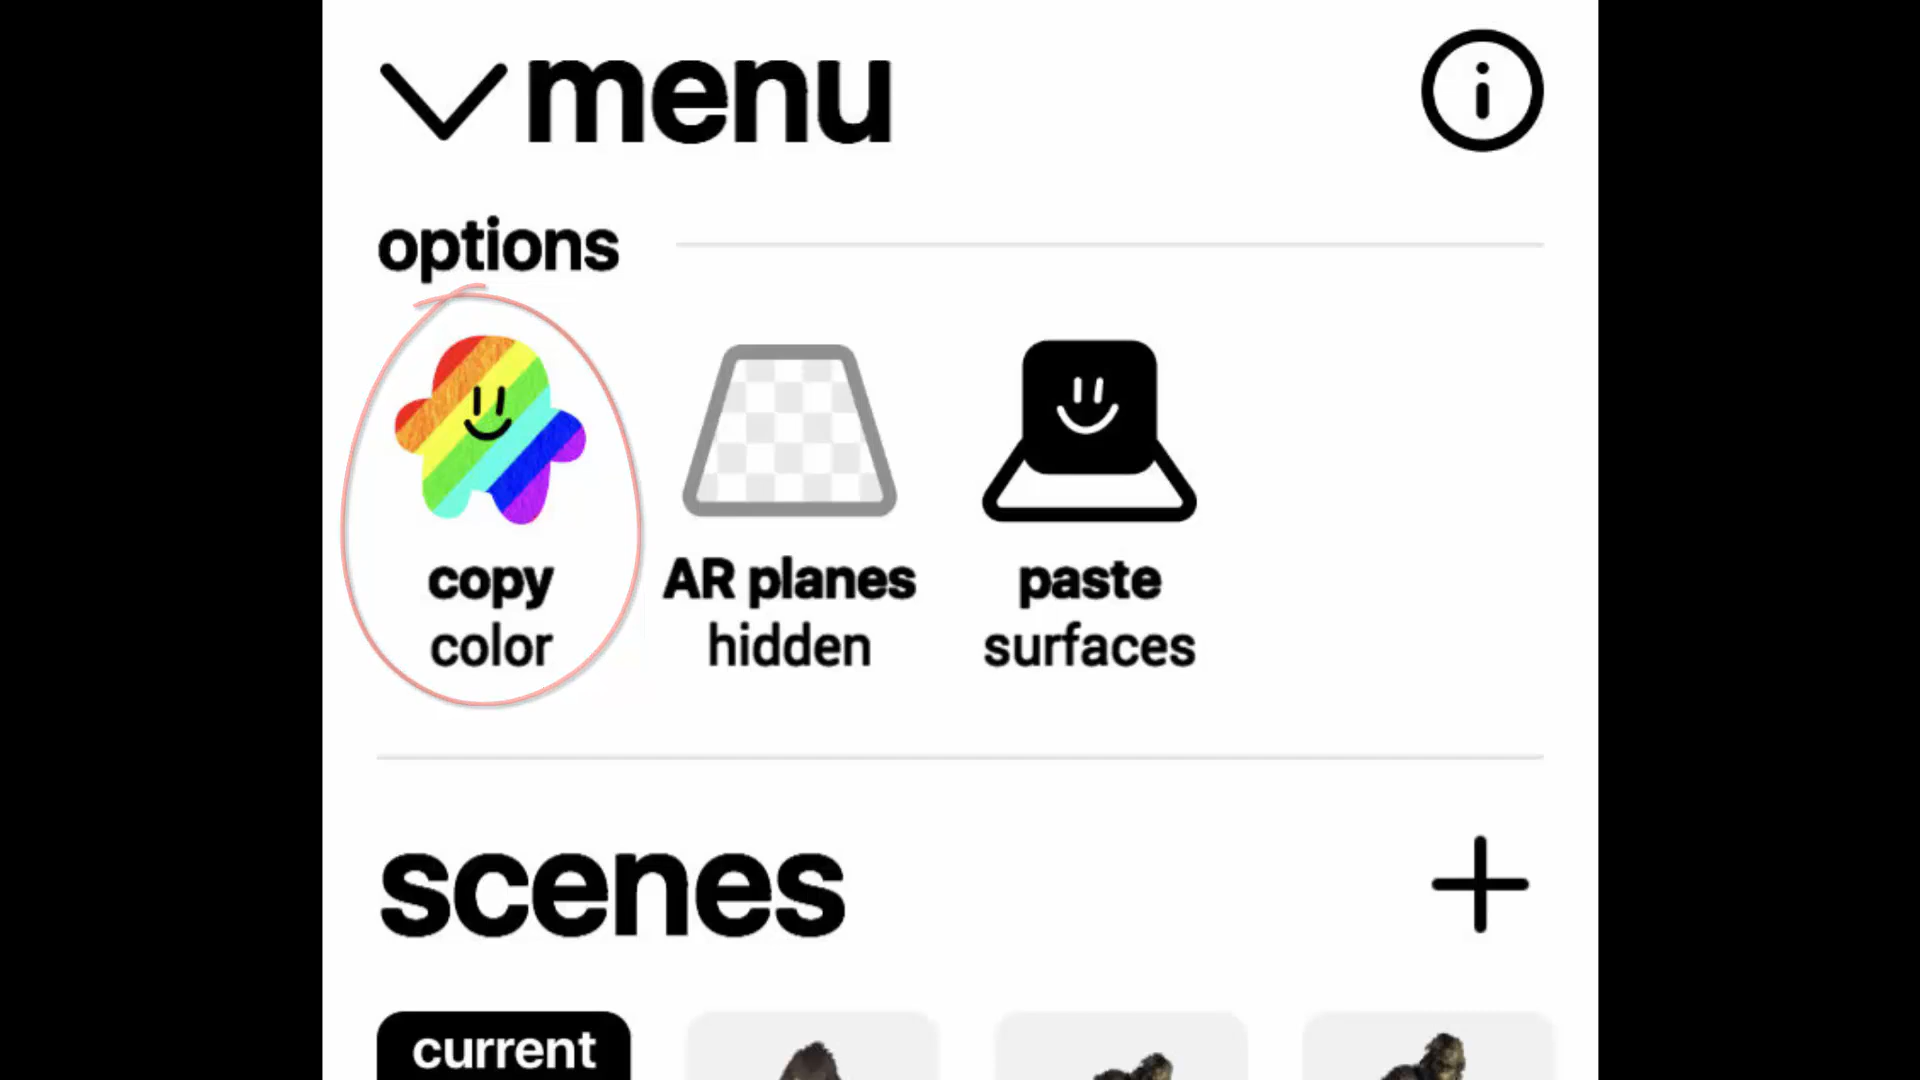 menu
options
copy
color
AR planes
hidden
paste
surfaces
scenes
current